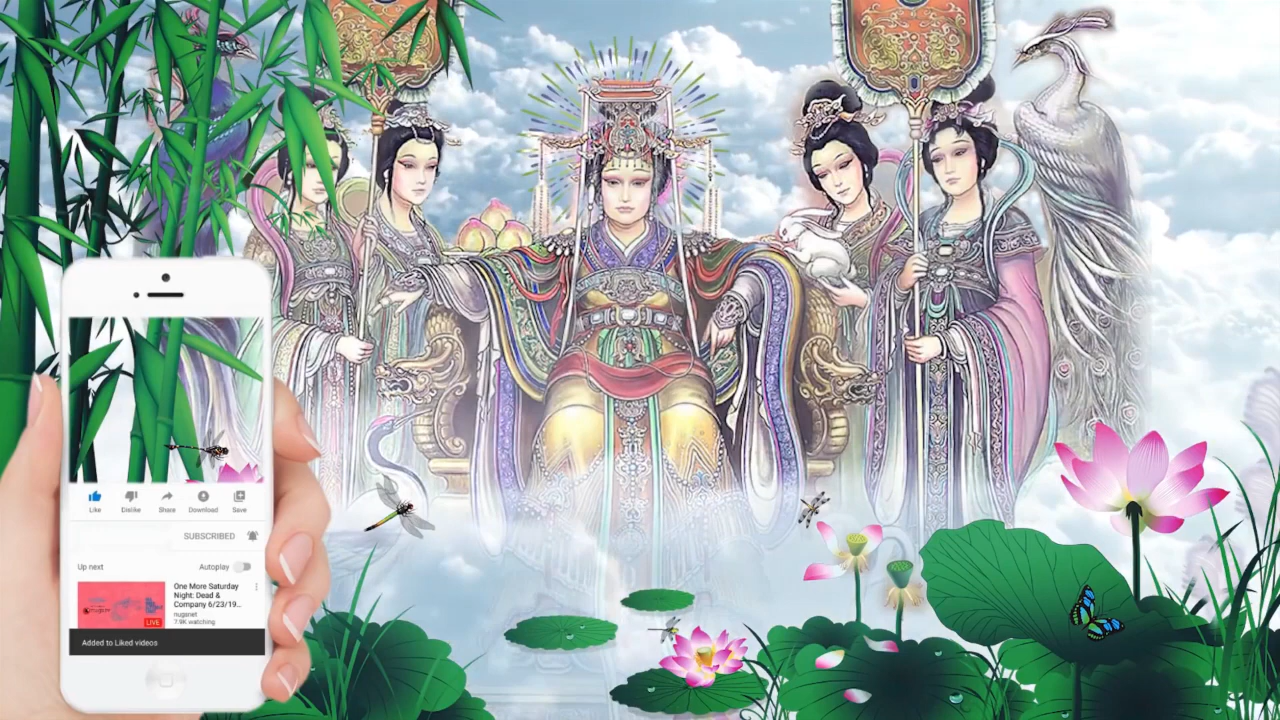 Like
Dislike
Share
Download
Save
SUBSCRIBED
Up next
Autoplay
One More Saturday
Night: Dead &
Company 6/23/19...
nugsnet
7.9K watching
LIVE
Added to Liked videos